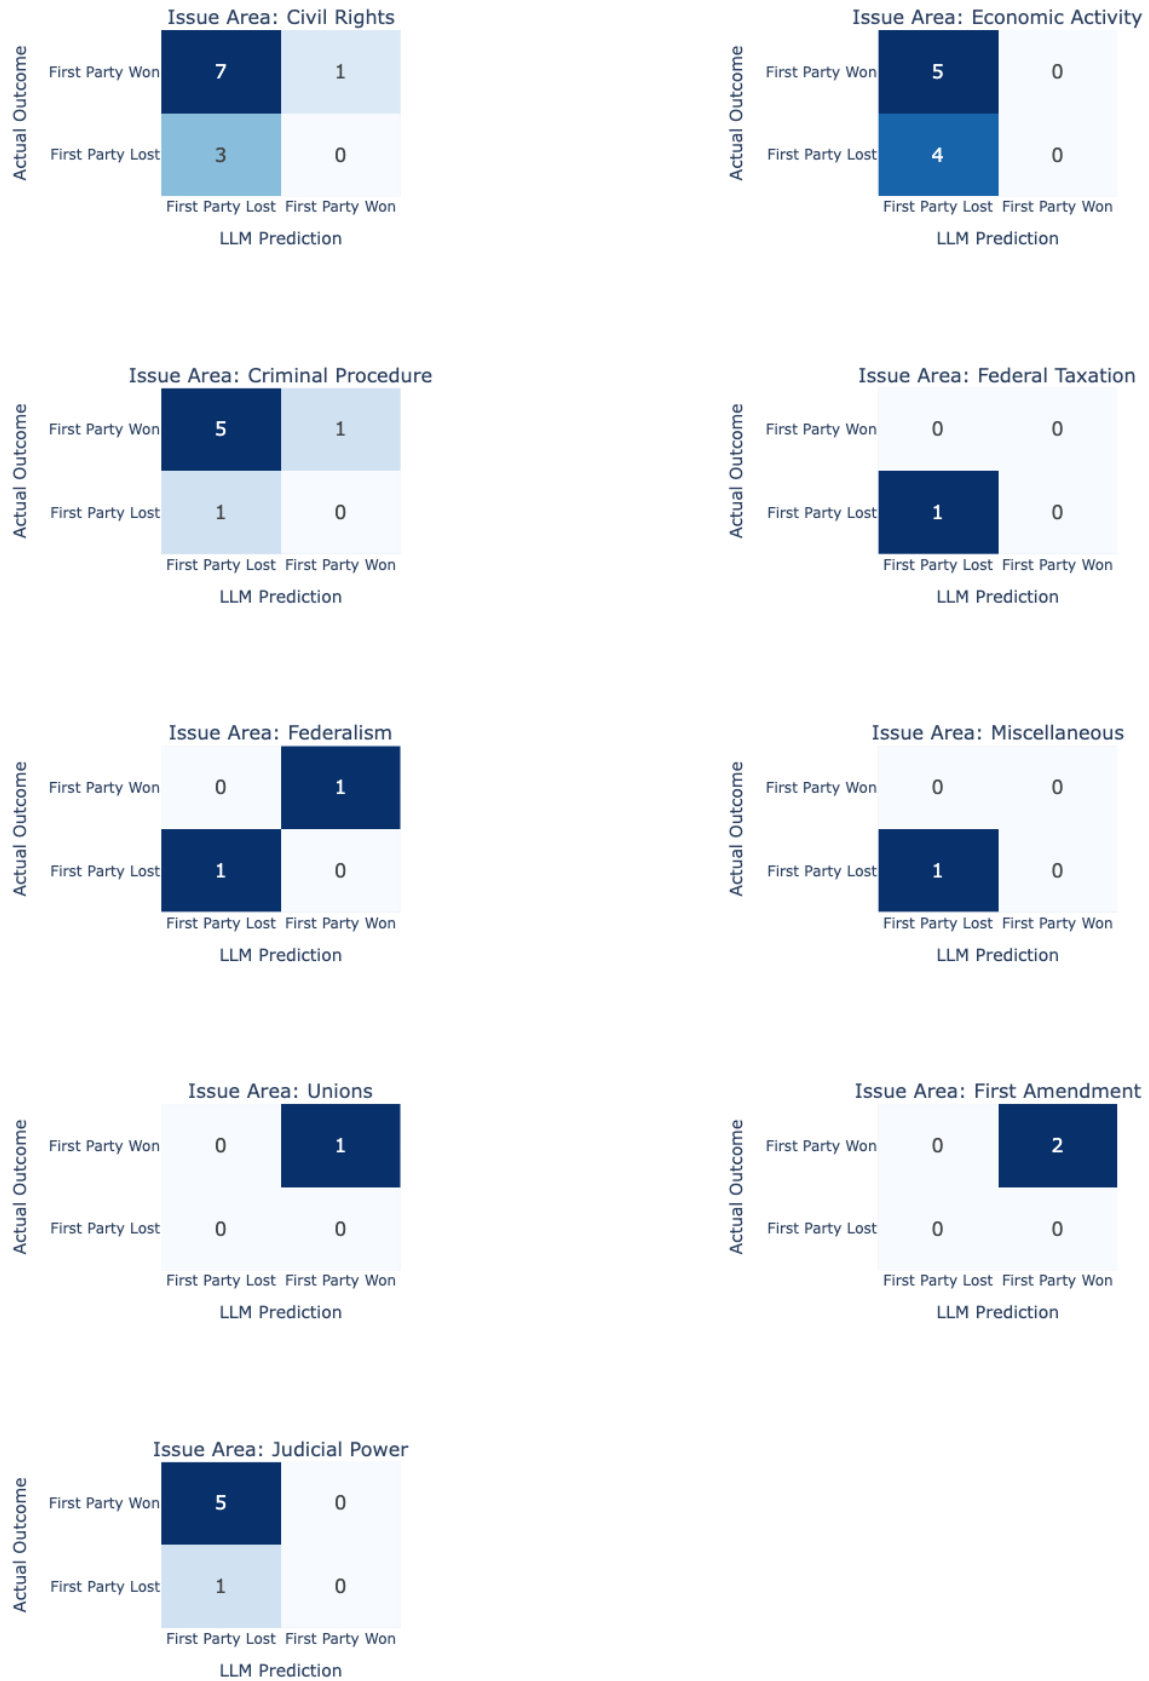 Issue Area: Civil Rights
Actual Outcome
First Party Won
7
1
First Party Lost
3
0
First Party Lost First Party Won
LLM Prediction
Issue Area: Economic Activity
Actual Outcome
First Party Won
5
0
First Party Lost
4
0
First Party Lost First Party Won
LLM Prediction
Issue Area: Criminal Procedure
Actual Outcome
First Party Won
5
1
First Party Lost
1
0
First Party Lost First Party Won
LLM Prediction
Issue Area: Federal Taxation
Actual Outcome
First Party Won
0
0
First Party Lost
1
0
First Party Lost First Party Won
LLM Prediction
Issue Area: Federalism
Actual Outcome
First Party Won
0
1
First Party Lost
1
0
First Party Lost First Party Won
LLM Prediction
Issue Area: Miscellaneous
Actual Outcome
First Party Won
0
0
First Party Lost
1
0
First Party Lost First Party Won
LLM Prediction
Issue Area: Unions
Actual Outcome
First Party Won
0
1
First Party Lost
0
0
First Party Lost First Party Won
LLM Prediction
Issue Area: First Amendment
Actual Outcome
First Party Won
0
2
First Party Lost
0
0
First Party Lost First Party Won
LLM Prediction
Issue Area: Judicial Power
Actual Outcome
First Party Won
5
0
First Party Lost
1
0
First Party Lost First Party Won
LLM Prediction